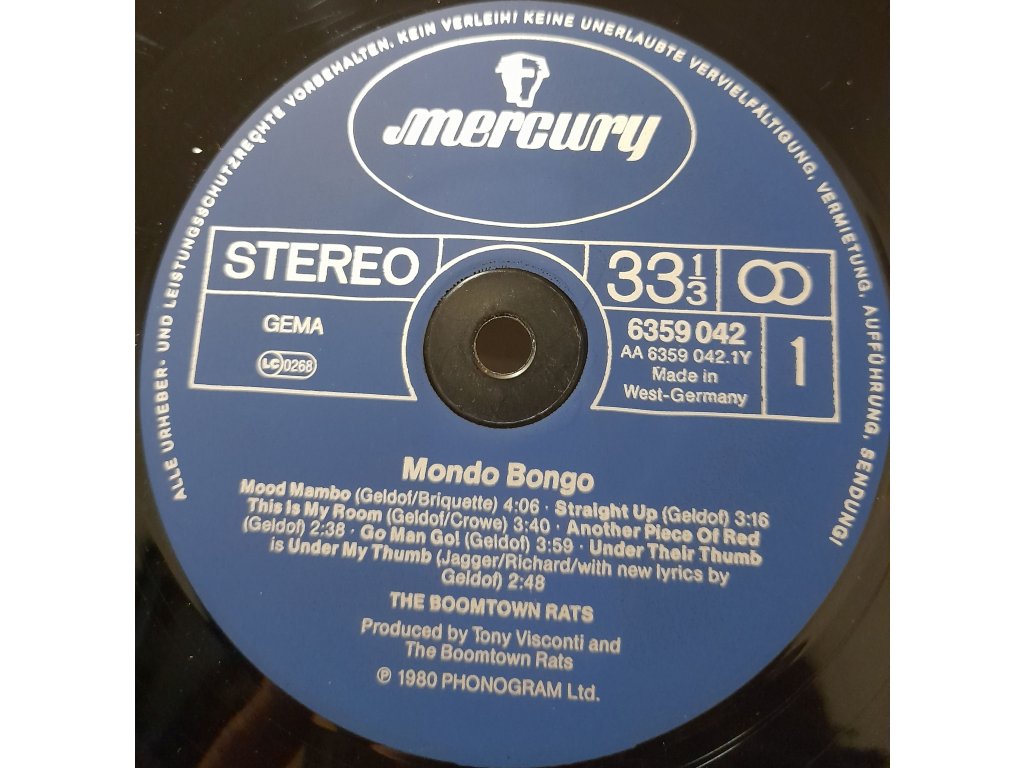 ALLE URHEBER- UND LEISTUNGSSCHUTZRECHTE VORBEHALTEN. KEIN VERLEIH! KEINE UNERLAUBTE VERVIELFÄLTIGUNG, VERMIETUNG, AUFFÜHRUNG, SENDUNG!
mercury
STEREO
33 1/3
GEMA
LC 0268
6359 042
AA 6359 042.1Y
Made in
West-Germany
1
Mondo Bongo
Mood Mambo (Geldof/Briquette) 4:06 · Straight Up (Geldof) 3:16
This Is My Room (Geldof/Crowe) 3:40 · Another Piece Of Red
(Geldof) 2:38 · Go Man Go! (Geldof) 3:59 · Under Their Thumb
is Under My Thumb (Jagger/Richard/with new lyrics by
Geldof) 2:48
THE BOOMTOWN RATS
Produced by Tony Visconti and
The Boomtown Rats
℗ 1980 PHONOGRAM Ltd.